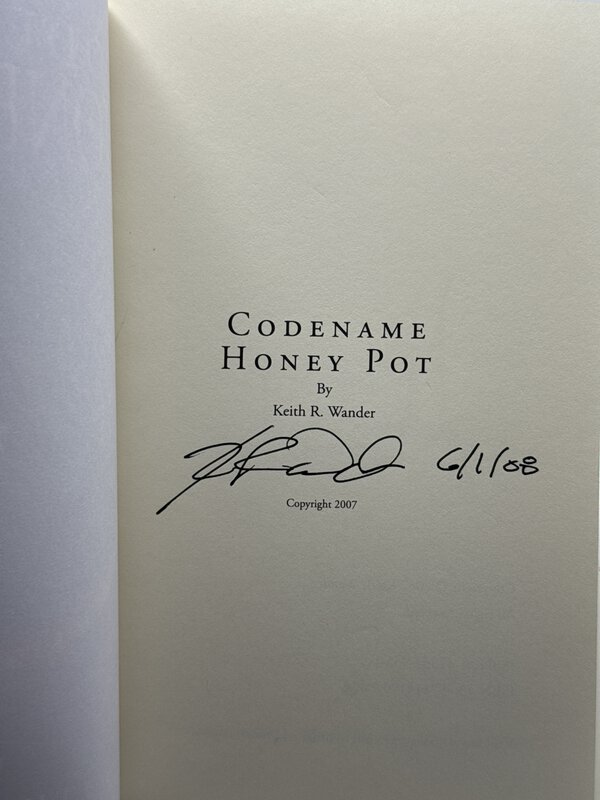 CODENAME
HONEY POT
By
Keith R. Wander
6/1/08
Copyright 2007